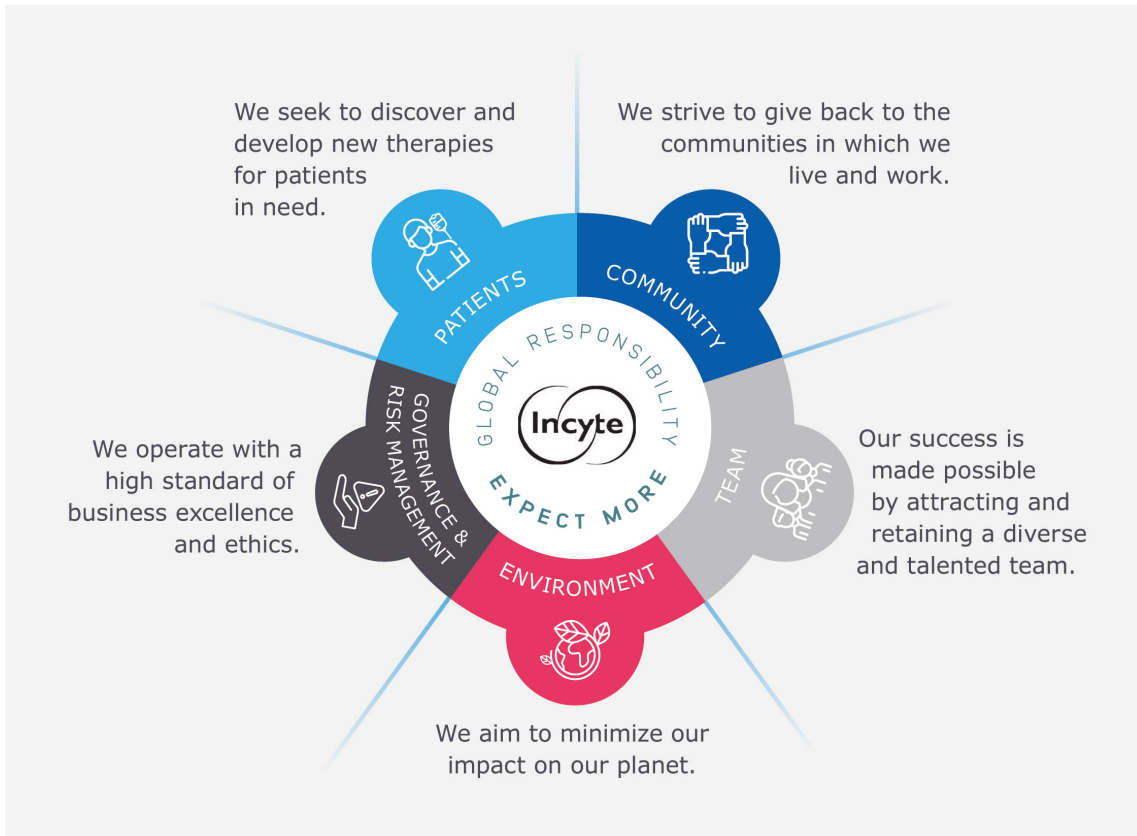 We seek to discover and
develop new therapies
for patients
in need.
We strive to give back to the
communities in which we
live and work.
PATIENTS
COMMUNITY
GLOBAL RESPONSIBILITY
Incyte
EXPECT MORE
GOVERNANCE &
RISK MANAGEMENT
TEAM
ENVIRONMENT
We operate with a
high standard of
business excellence
and ethics.
Our success is
made possible
by attracting and
retaining a diverse
and talented team.
We aim to minimize our
impact on our planet.